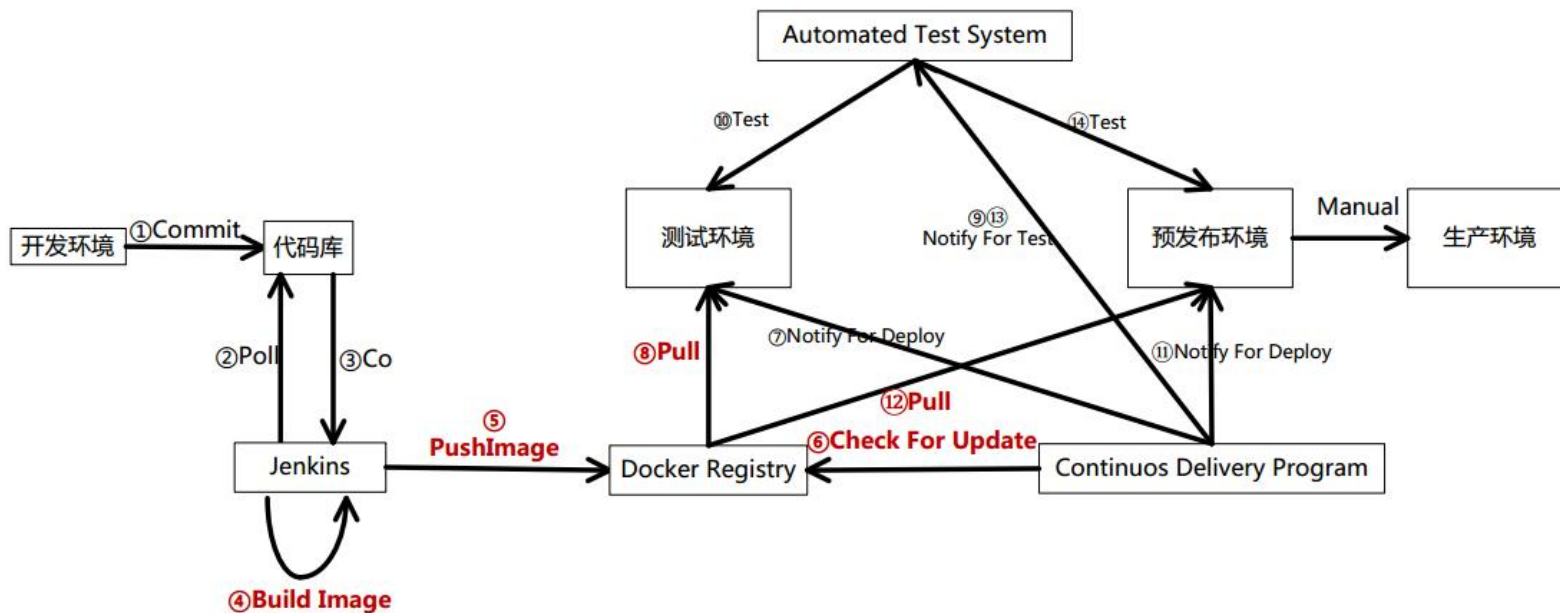 Automated Test System
⑩Test
⑭Test
测试环境
⑨⑬
Notify For Test
预发布环境
Manual
生产环境
开发环境
①Commit
代码库
②Poll
③Co
⑧Pull
⑦Notify For Deploy
⑪Notify For Deploy
⑫Pull
⑤
PushImage
⑥Check For Update
Jenkins
Docker Registry
Continuos Delivery Program
④Build Image